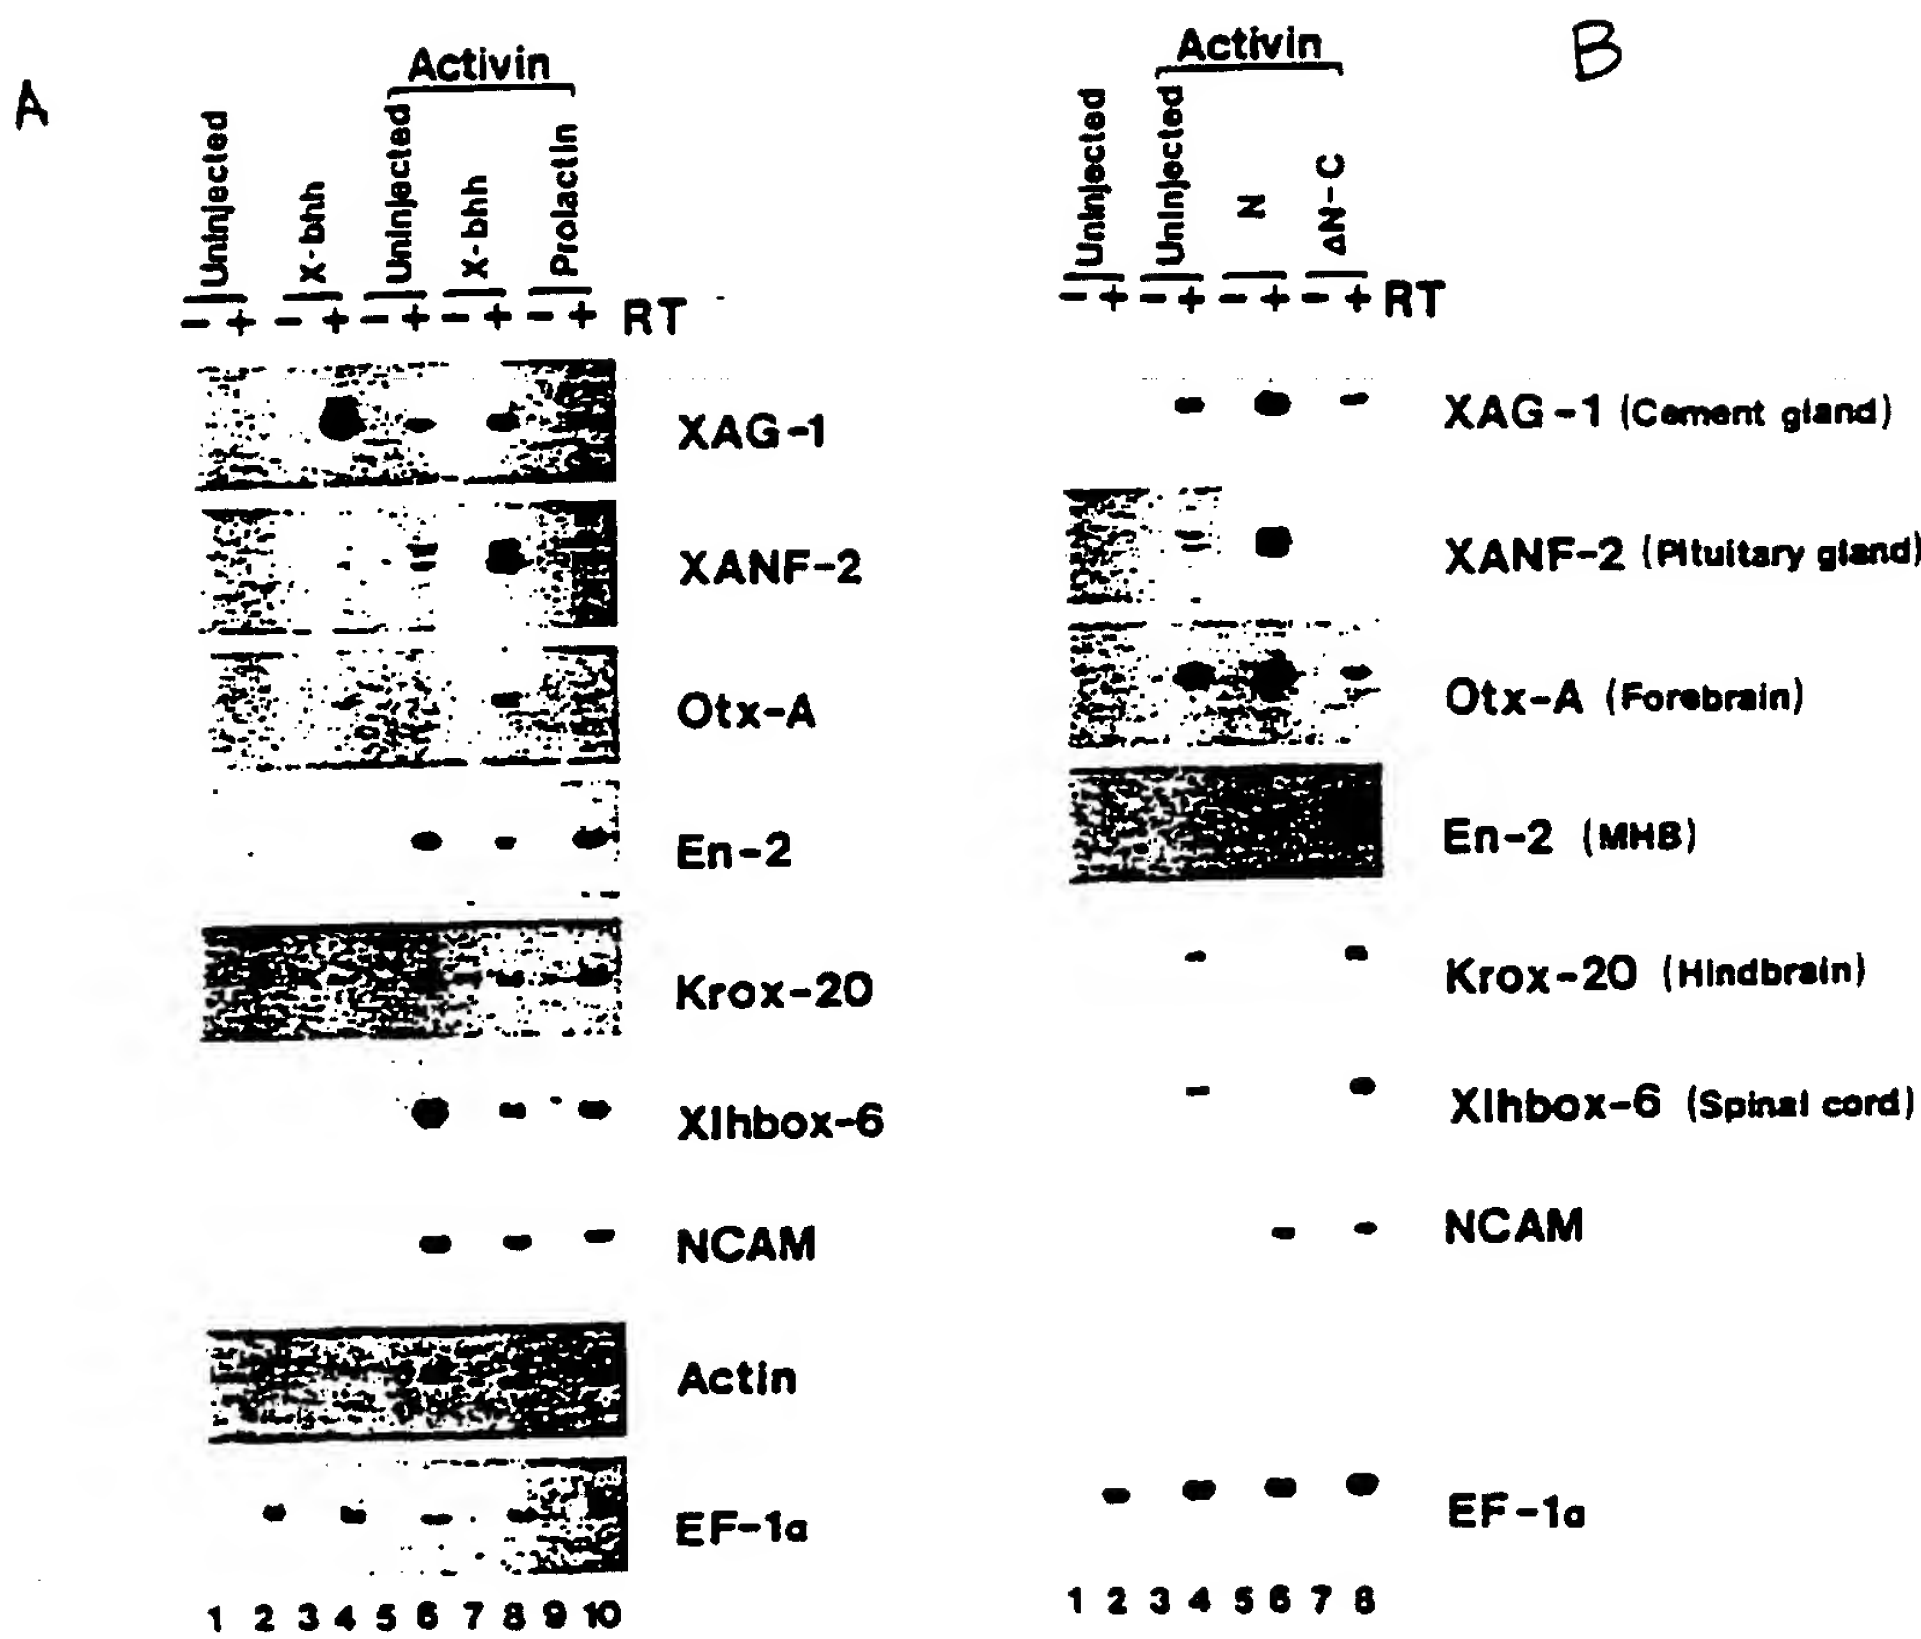 A
Activin
Uninjected
X-bhh
Uninjected
X-bhh
Prolactin
- + - + - + - + - + RT
XAG-1
XANF-2
Otx-A
En-2
Krox-20
Xlhbox-6
NCAM
Actin
EF-1α
1 2 3 4 5 6 7 8 9 10
B
Activin
Uninjected
Uninjected
N
ΔN-C
- + - + - + - + RT
XAG-1 (Cement gland)
XANF-2 (Pituitary gland)
Otx-A (Forebrain)
En-2 (MHB)
Krox-20 (Hindbrain)
Xlhbox-6 (Spinal cord)
NCAM
EF-1α
1 2 3 4 5 6 7 8